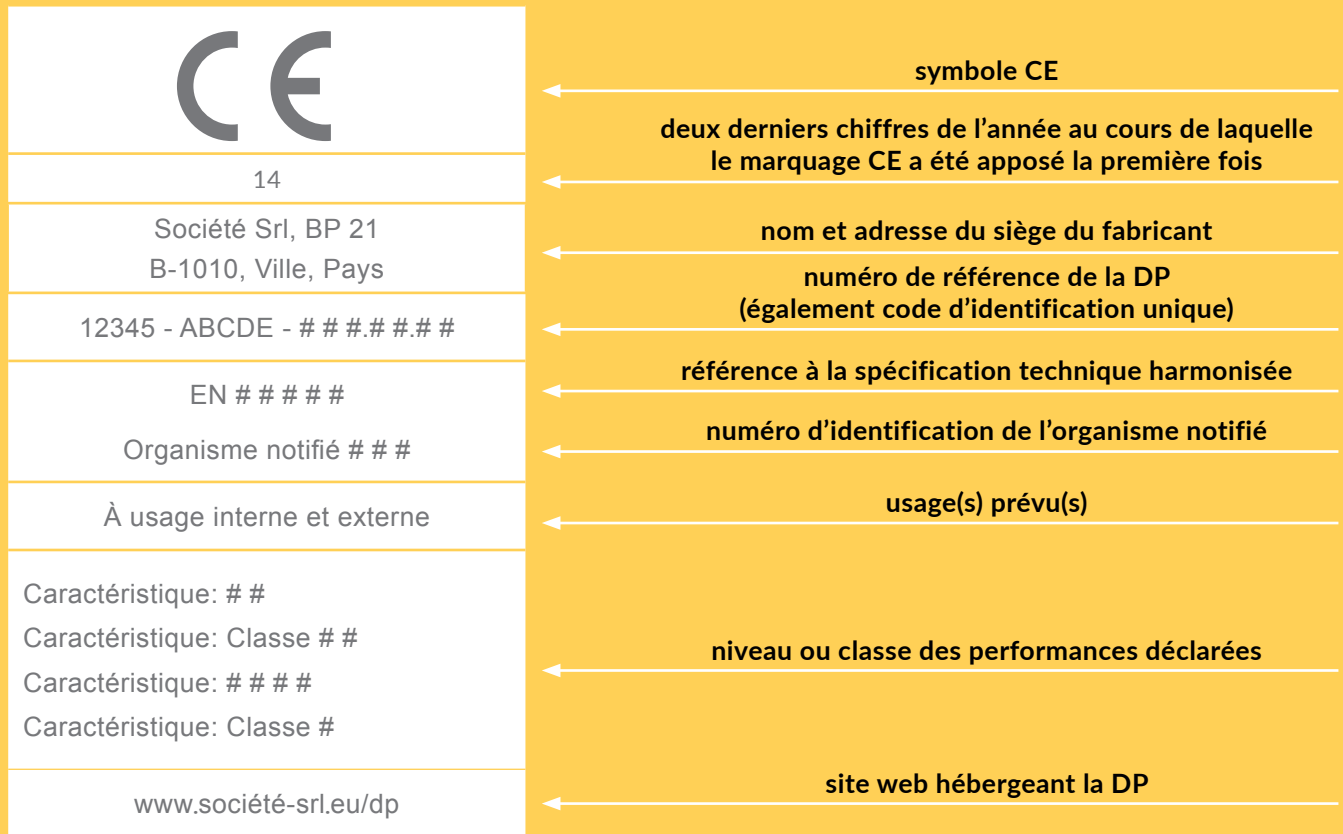 CE
symbole CE
deux derniers chiffres de l’année au cours de laquelle
le marquage CE a été apposé la première fois
14
Société Srl, BP 21
B-1010, Ville, Pays
nom et adresse du siège du fabricant
numéro de référence de la DP
(également code d’identification unique)
12345 - ABCDE - # # #.# #.# #
référence à la spécification technique harmonisée
EN # # # # #
numéro d’identification de l’organisme notifié
Organisme notifié # # #
usage(s) prévu(s)
À usage interne et externe
Caractéristique: # #
Caractéristique: Classe # #
Caractéristique: # # # #
Caractéristique: Classe #
niveau ou classe des performances déclarées
site web hébergeant la DP
www.société-srl.eu/dp